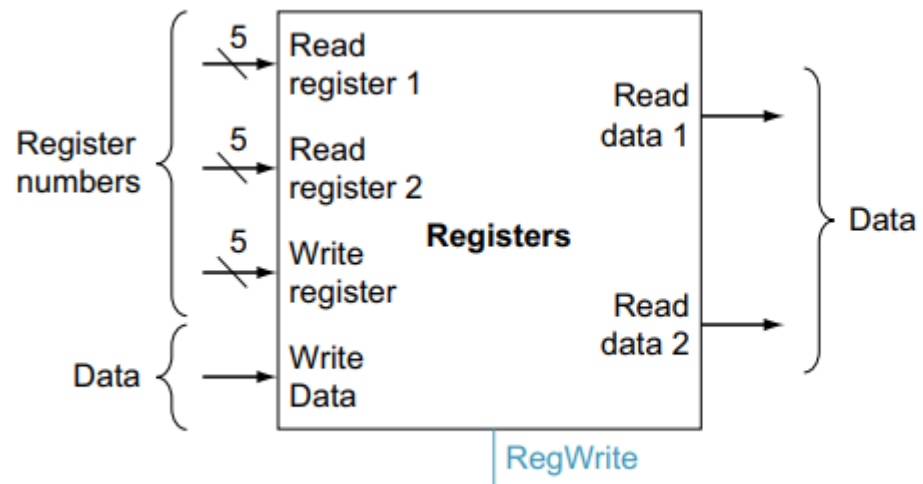 5
Read
register 1
5
Read
register 2
5
Write
register
Write
Data
Register
numbers
Data
Registers
Read
data 1
Read
data 2
Data
RegWrite